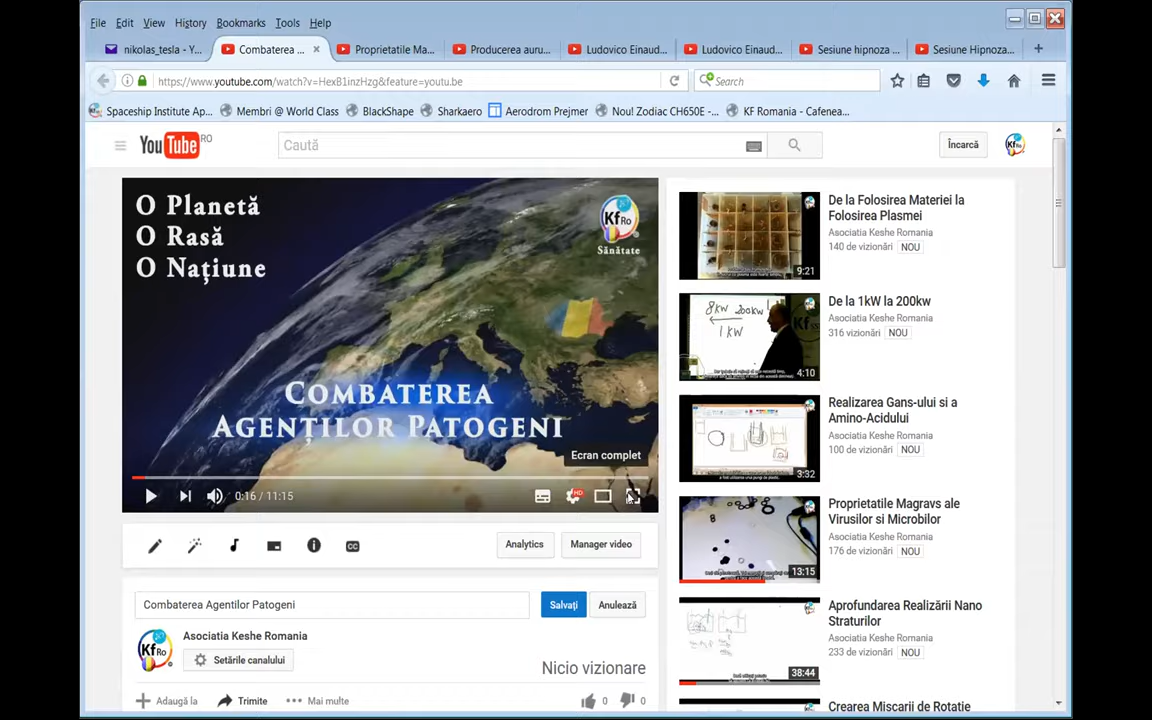 File Edit View History Bookmarks Tools Help
nikolas_tesla - Y... Combaterea ... Proprietatile Ma... Producerea auru... Ludovico Einaud... Ludovico Einaud... Sesiune hipnoza ... Sesiune Hipnoza...
https://www.youtube.com/watch?v=HexB1inzHzg&feature=youtu.be Search
Spaceship Institute Ap... Membri @ World Class BlackShape Sharkaero Aerodrom Prejmer Nou! Zodiac CH650E -... KF Romania - Cafenea...
YouTube RO Caută Încarcă
O Planetă
O Rasă
O Națiune
KfRo
Sănătate
Combaterea
Agenților Patogeni
Ecran complet
0:16 / 11:15 HD
CC Analytics Manager video
Combaterea Agentilor Patogeni Salvați Anulează
Asociatia Keshe Romania
Setările canalului
Nicio vizionare
Adaugă la Trimite Mai multe 0 0
De la Folosirea Materiei la
Folosirea Plasmei
Asociatia Keshe Romania
140 de vizionări NOU
9:21
De la 1kW la 200kw
Asociatia Keshe Romania
316 vizionări NOU
8KW 200kw
1 KW
4:10
Realizarea Gans-ului si a
Amino-Acidului
Asociatia Keshe Romania
100 de vizionări NOU
3:32
Proprietatile Magravs ale
Virusilor si Microbilor
Asociatia Keshe Romania
176 de vizionări NOU
13:15
Aprofundarea Realizării Nano
Straturilor
Asociatia Keshe Romania
233 de vizionări NOU
38:44
Crearea Miscarii de Rotatie